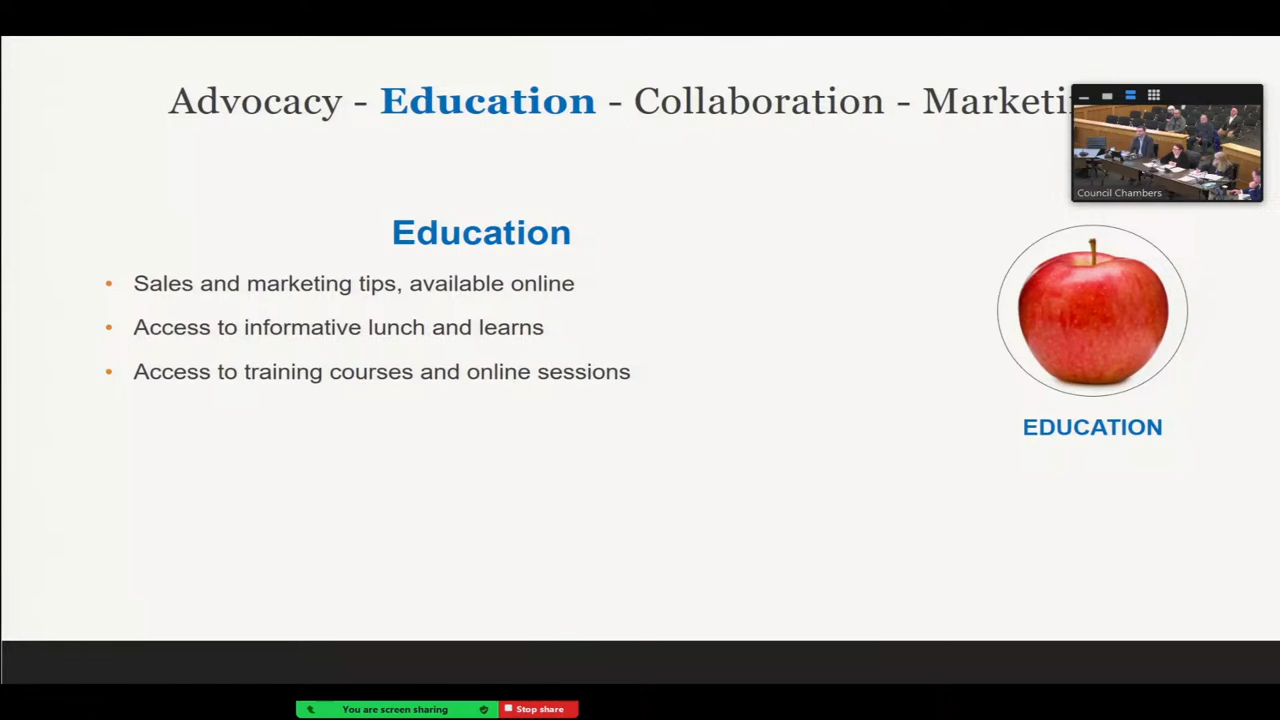 Advocacy - Education - Collaboration - Marketi
Council Chambers
Education
• Sales and marketing tips, available online
• Access to informative lunch and learns
• Access to training courses and online sessions
EDUCATION
You are screen sharing
Stop share